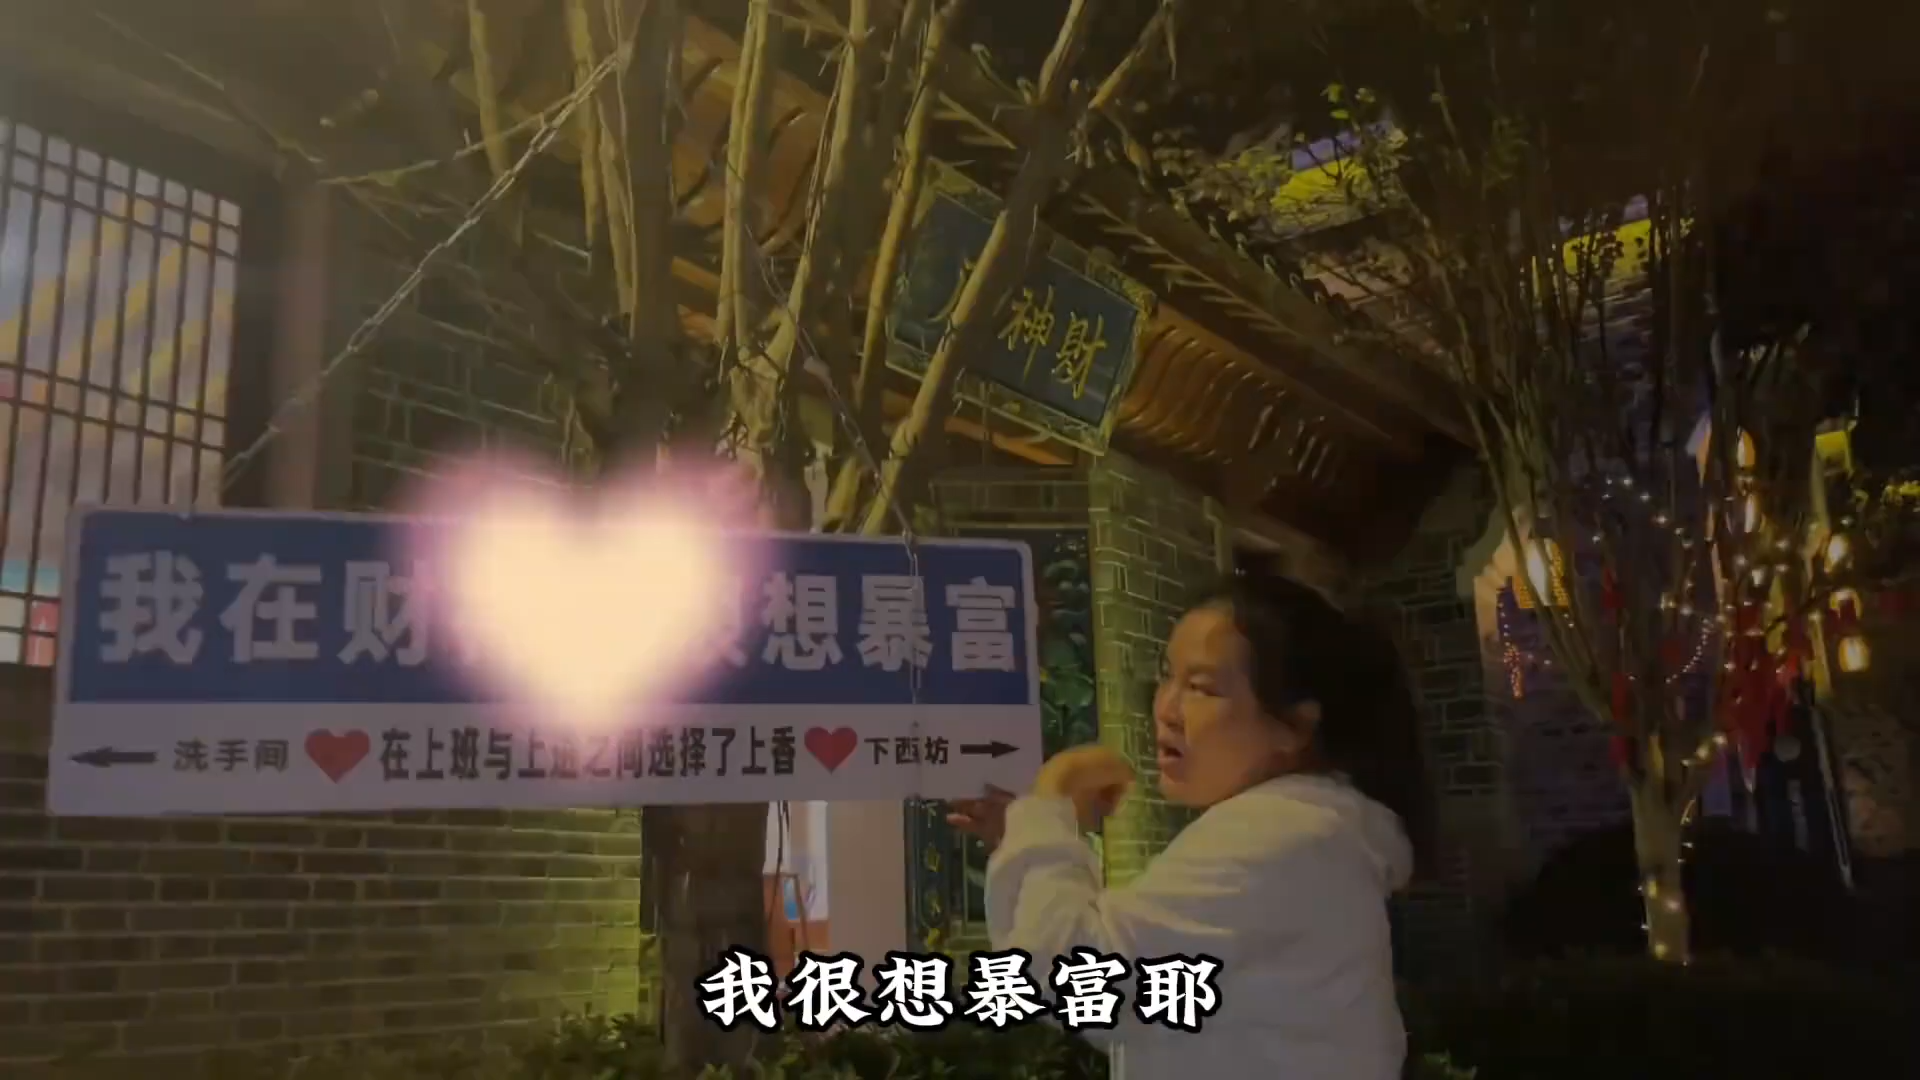 神财
我在财 想暴富
洗手间 在上班与上进之间选择了上香 下西坊
我很想暴富耶